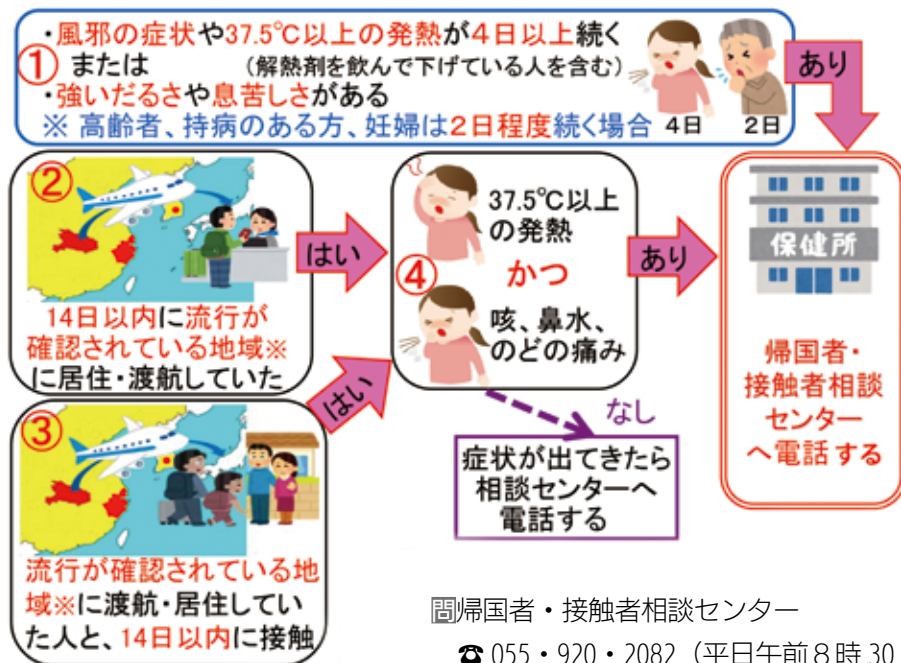 ・風邪の症状や37.5℃以上の発熱が4日以上続く
① または （解熱剤を飲んで下げている人を含む）
・強いだるさや息苦しさがある
※ 高齢者、持病のある方、妊婦は2日程度続く場合
4日 2日
あり
②
14日以内に流行が
確認されている地域※
に居住・渡航していた
はい
③
流行が確認されている地
域※に渡航・居住してい
た人と、14日以内に接触
はい
④
37.5℃以上
の発熱
かつ
咳、鼻水、
のどの痛み
あり
なし
症状が出てきたら
相談センターへ
電話する
保健所
帰国者・
接触者相談
センター
へ電話する
問帰国者・接触者相談センター
☎055・920・2082（平日午前8時30